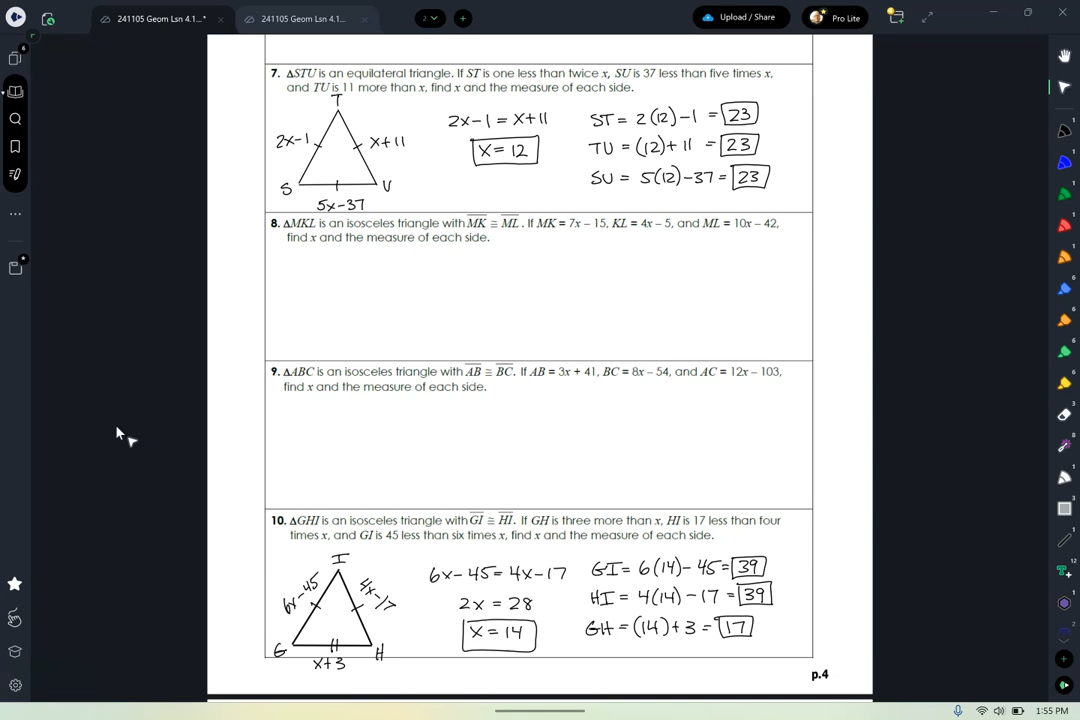 241105 Geom Lsn 4.1...*
241105 Geom Lsn 4.1...
2
Upload / Share
Pro Lite
7. ΔSTU is an equilateral triangle. If ST is one less than twice x, SU is 37 less than five times x,
and TU is 11 more than x, find x and the measure of each side.
T
2x-1
x+11
S
U
5x-37
2x-1 = x+11
x = 12
ST = 2(12)-1 = 23
TU = (12)+11 = 23
SU = 5(12)-37 = 23
8. ΔMKL is an isosceles triangle with MK ≅ ML. If MK = 7x – 15, KL = 4x – 5, and ML = 10x – 42,
find x and the measure of each side.
9. ΔABC is an isosceles triangle with AB ≅ BC. If AB = 3x + 41, BC = 8x – 54, and AC = 12x – 103,
find x and the measure of each side.
10. ΔGHI is an isosceles triangle with GI ≅ HI. If GH is three more than x, HI is 17 less than four
times x, and GI is 45 less than six times x, find x and the measure of each side.
I
6x-45
4x-17
G
H
x+3
6x-45 = 4x-17
2x = 28
x = 14
GI = 6(14)-45 = 39
HI = 4(14)-17 = 39
GH = (14)+3 = 17
p.4
1:55 PM